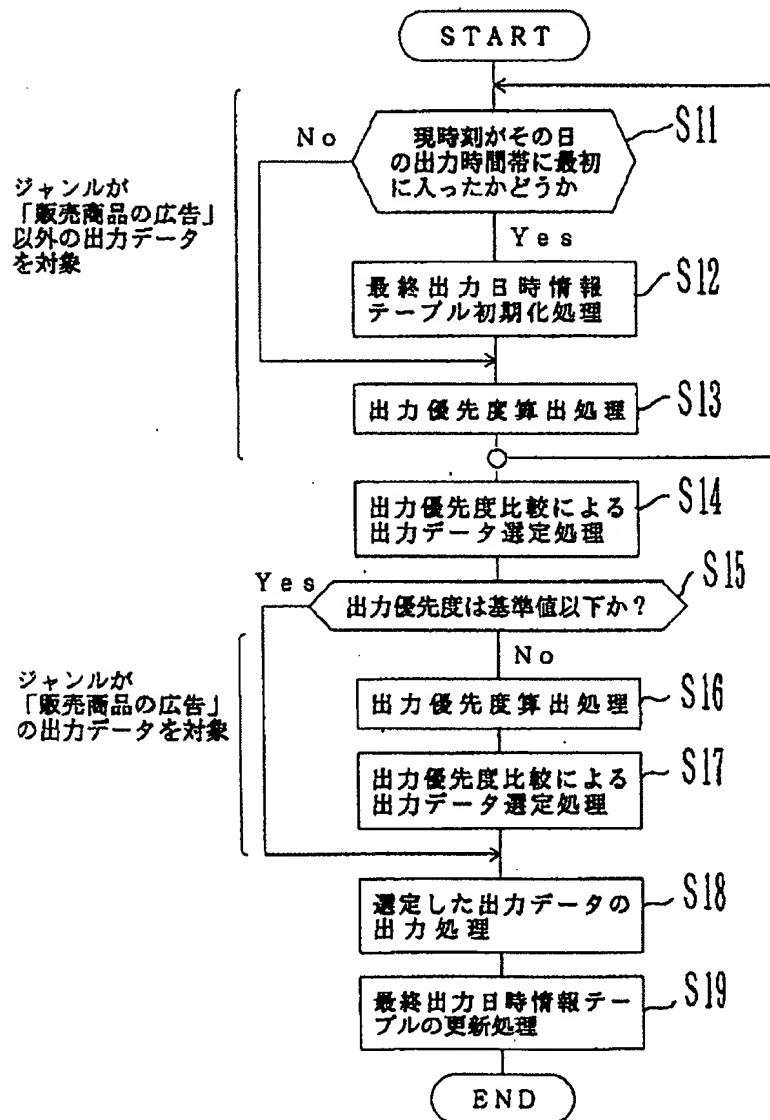 START
S11
No
現時刻がその日
の出力時間帯に最初
に入ったかどうか
ジャンルが
「販売商品の広告」
以外の出力データ
を対象
Yes
S12
最終出力日時情報
テーブル初期化処理
S13
出力優先度算出処理
S14
出力優先度比較による
出力データ選定処理
S15
Yes
出力優先度は基準値以下か？
No
ジャンルが
「販売商品の広告」
の出力データを対象
S16
出力優先度算出処理
S17
出力優先度比較による
出力データ選定処理
S18
選定した出力データの
出力処理
S19
最終出力日時情報テー
ブルの更新処理
END